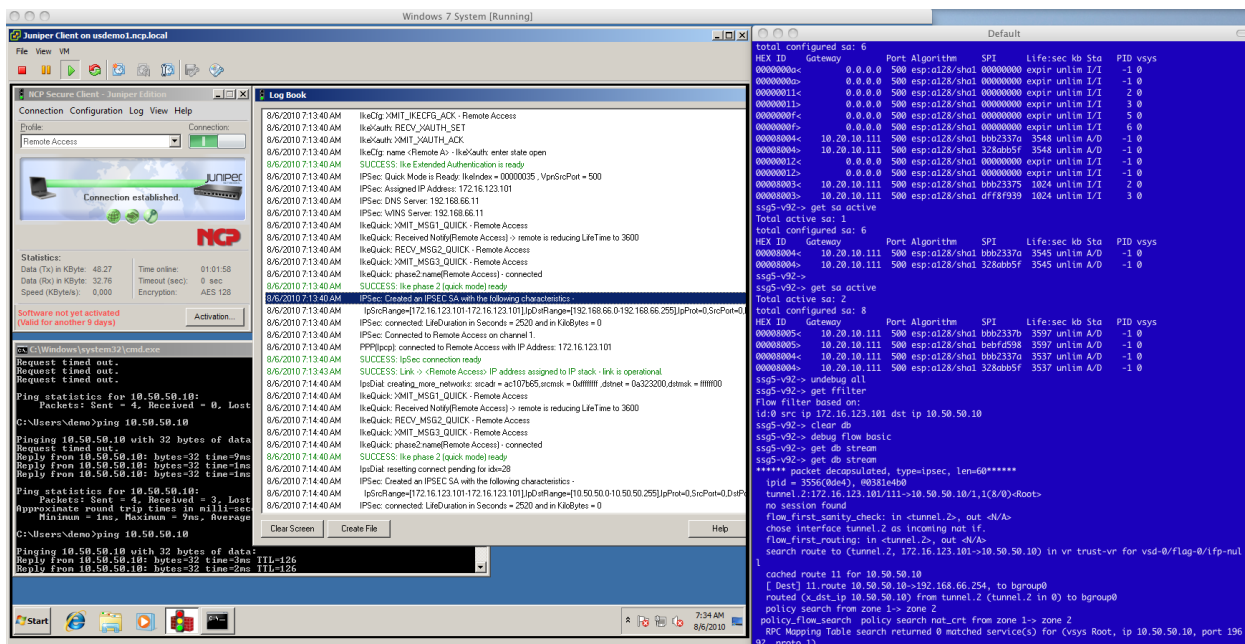 Windows 7 System [Running]
Juniper Client on usdemo1.ncp.local
File View VM
NCP Secure Client - Juniper Edition
Connection Configuration Log View Help
Profile: Connection:
Remote Access
JUNIPER
Connection established.
NCP
Statistics:
Data (Tx) in KByte: 48.27 Time online: 01:01:58
Data (Rx) in KByte: 32.76 Timeout (sec): 0 sec
Speed (KByte/s): 0,000 Encryption: AES 128
Software not yet activated
(Valid for another 9 days)
Activation...
C:\Windows\system32\cmd.exe
Request timed out.
Request timed out.
Request timed out.
Ping statistics for 10.50.50.10:
Packets: Sent = 4, Received = 0, Lost
C:\Users\demo>ping 10.50.50.10
Pinging 10.50.50.10 with 32 bytes of data
Request timed out.
Reply from 10.50.50.10: bytes=32 time=9ms
Reply from 10.50.50.10: bytes=32 time=1ms
Reply from 10.50.50.10: bytes=32 time=1ms
Ping statistics for 10.50.50.10:
Packets: Sent = 4, Received = 3, Lost
Approximate round trip times in milli-sec
Minimum = 1ms, Maximum = 9ms, Average
C:\Users\demo>ping 10.50.50.10
Pinging 10.50.50.10 with 32 bytes of data:
Reply from 10.50.50.10: bytes=32 time=3ms TTL=126
Reply from 10.50.50.10: bytes=32 time=2ms TTL=126
Log Book
8/6/2010 7:13:40 AM IkeCfg: XMIT_IKECFG_ACK - Remote Access
8/6/2010 7:13:40 AM IkeXauth: RECV_XAUTH_SET
8/6/2010 7:13:40 AM IkeXauth: XMIT_XAUTH_ACK
8/6/2010 7:13:40 AM IkeCfg: name <Remote A> - IkeXauth: enter state open
8/6/2010 7:13:40 AM SUCCESS: Ike Extended Authentication is ready
8/6/2010 7:13:40 AM IPSec: Quick Mode is Ready: IkeIndex = 00000035 , VpnSrcPort = 500
8/6/2010 7:13:40 AM IPSec: Assigned IP Address: 172.16.123.101
8/6/2010 7:13:40 AM IPSec: DNS Server: 192.168.66.11
8/6/2010 7:13:40 AM IPSec: WINS Server: 192.168.66.11
8/6/2010 7:13:40 AM IkeQuick: XMIT_MSG1_QUICK - Remote Access
8/6/2010 7:13:40 AM IkeQuick: Received Notify(Remote Access) -> remote is reducing LifeTime to 3600
8/6/2010 7:13:40 AM IkeQuick: RECV_MSG2_QUICK - Remote Access
8/6/2010 7:13:40 AM IkeQuick: XMIT_MSG3_QUICK - Remote Access
8/6/2010 7:13:40 AM IkeQuick: phase2:name(Remote Access) - connected
8/6/2010 7:13:40 AM SUCCESS: Ike phase 2 (quick mode) ready
8/6/2010 7:13:40 AM IPSec: Created an IPSEC SA with the following characteristics -
8/6/2010 7:13:40 AM IpSrcRange=[172.16.123.101-172.16.123.101],IpDstRange=[192.168.66.0-192.168.66.255],IpProt=0,SrcPort=0,
8/6/2010 7:13:40 AM IPSec: connected: LifeDuration in Seconds = 2520 and in KiloBytes = 0
8/6/2010 7:13:40 AM IPSec: Connected to Remote Access on channel 1.
8/6/2010 7:13:40 AM PPP(Ipcp): connected to Remote Access with IP Address: 172.16.123.101
8/6/2010 7:13:40 AM SUCCESS: IpSec connection ready
8/6/2010 7:13:43 AM SUCCESS: Link -> <Remote Access> IP address assigned to IP stack - link is operational.
8/6/2010 7:14:40 AM IpsDial: creating_more_networks: srcadr = ac107b65,srcmsk = 0xffffffff ,dstnet = 0a323200,dstmsk = ffffff00
8/6/2010 7:14:40 AM IkeQuick: XMIT_MSG1_QUICK - Remote Access
8/6/2010 7:14:40 AM IkeQuick: Received Notify(Remote Access) -> remote is reducing LifeTime to 3600
8/6/2010 7:14:40 AM IkeQuick: RECV_MSG2_QUICK - Remote Access
8/6/2010 7:14:40 AM IkeQuick: XMIT_MSG3_QUICK - Remote Access
8/6/2010 7:14:40 AM IkeQuick: phase2:name(Remote Access) - connected
8/6/2010 7:14:40 AM SUCCESS: Ike phase 2 (quick mode) ready
8/6/2010 7:14:40 AM IpsDial: resetting connect pending for idx=28
8/6/2010 7:14:40 AM IPSec: Created an IPSEC SA with the following characteristics -
8/6/2010 7:14:40 AM IpSrcRange=[172.16.123.101-172.16.123.101],IpDstRange=[10.50.50.0-10.50.50.255],IpProt=0,SrcPort=0,DstPo
8/6/2010 7:14:40 AM IPSec: connected: LifeDuration in Seconds = 2520 and in KiloBytes = 0
Clear Screen Create File Help
Start
7:34 AM
8/6/2010
Default
total configured sa: 6
HEX ID Gateway Port Algorithm SPI Life:sec kb Sta PID vsys
0000000a< 0.0.0.0 500 esp:a128/sha1 00000000 expir unlim I/I -1 0
0000000a> 0.0.0.0 500 esp:a128/sha1 00000000 expir unlim I/I -1 0
00000011< 0.0.0.0 500 esp:a128/sha1 00000000 expir unlim I/I 2 0
00000011> 0.0.0.0 500 esp:a128/sha1 00000000 expir unlim I/I 3 0
0000000f< 0.0.0.0 500 esp:a128/sha1 00000000 expir unlim I/I 5 0
0000000f> 0.0.0.0 500 esp:a128/sha1 00000000 expir unlim I/I 6 0
00008004< 10.20.10.111 500 esp:a128/sha1 bbb2337a 3548 unlim A/D -1 0
00008004> 10.20.10.111 500 esp:a128/sha1 328abb5f 3548 unlim A/D -1 0
00000012< 0.0.0.0 500 esp:a128/sha1 00000000 expir unlim I/I -1 0
00000012> 0.0.0.0 500 esp:a128/sha1 00000000 expir unlim I/I -1 0
00008003< 10.20.10.111 500 esp:a128/sha1 bbb23375 1024 unlim I/I 2 0
00008003> 10.20.10.111 500 esp:a128/sha1 dff8f939 1024 unlim I/I 3 0
ssg5-v92-> get sa active
Total active sa: 1
total configured sa: 6
HEX ID Gateway Port Algorithm SPI Life:sec kb Sta PID vsys
00008004< 10.20.10.111 500 esp:a128/sha1 bbb2337a 3545 unlim A/D -1 0
00008004> 10.20.10.111 500 esp:a128/sha1 328abb5f 3545 unlim A/D -1 0
ssg5-v92->
ssg5-v92-> get sa active
Total active sa: 2
total configured sa: 8
HEX ID Gateway Port Algorithm SPI Life:sec kb Sta PID vsys
00008005< 10.20.10.111 500 esp:a128/sha1 bbb2337b 3597 unlim A/D -1 0
00008005> 10.20.10.111 500 esp:a128/sha1 bebfd598 3597 unlim A/D -1 0
00008004< 10.20.10.111 500 esp:a128/sha1 bbb2337a 3537 unlim A/D -1 0
00008004> 10.20.10.111 500 esp:a128/sha1 328abb5f 3537 unlim A/D -1 0
ssg5-v92-> undebug all
ssg5-v92-> get ffilter
Flow filter based on:
id:0 src ip 172.16.123.101 dst ip 10.50.50.10
ssg5-v92-> clear db
ssg5-v92-> debug flow basic
ssg5-v92-> get db stream
ssg5-v92-> get db stream
****** packet decapsulated, type=ipsec, len=60******
ipid = 3556(0de4), @0381e4b0
tunnel.2:172.16.123.101/111->10.50.50.10/1,1(8/0)<Root>
no session found
flow_first_sanity_check: in <tunnel.2>, out <N/A>
chose interface tunnel.2 as incoming nat if.
flow_first_routing: in <tunnel.2>, out <N/A>
search route to (tunnel.2, 172.16.123.101->10.50.50.10) in vr trust-vr for vsd-0/flag-0/ifp-nul
l
cached route 11 for 10.50.50.10
[ Dest] 11.route 10.50.50.10->192.168.66.254, to bgroup0
routed (x_dst_ip 10.50.50.10) from tunnel.2 (tunnel.2 in 0) to bgroup0
policy search from zone 1-> zone 2
policy_flow_search policy search nat_crt from zone 1-> zone 2
RPC Mapping Table search returned 0 matched service(s) for (vsys Root, ip 10.50.50.10, port 196
92, proto 1)